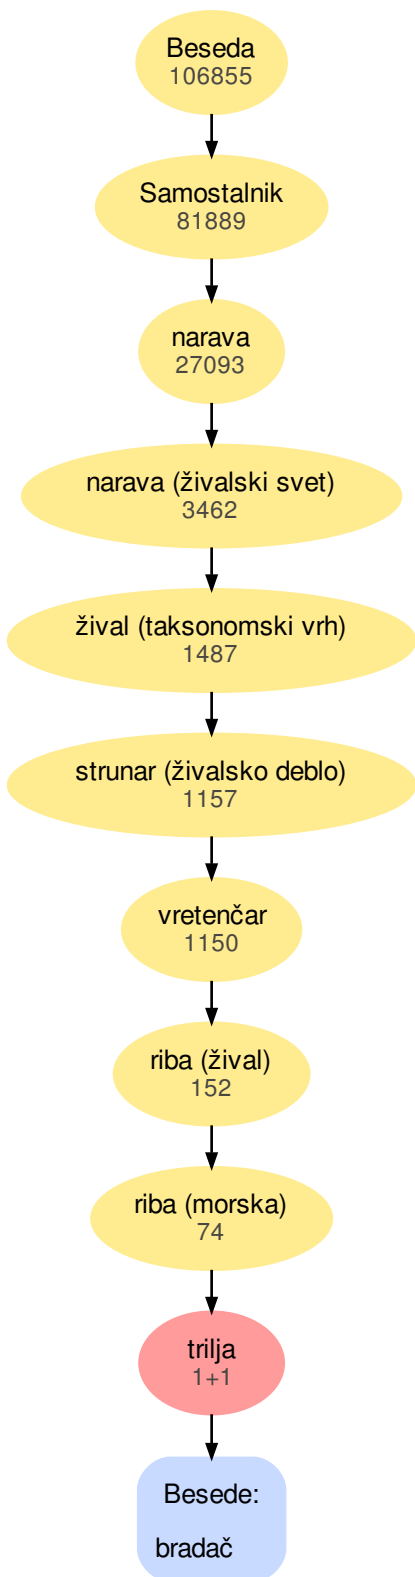 Beseda
106855
Samostalnik
81889
narava
27093
narava (živalski svet)
3462
žival (taksonomski vrh)
1487
strunar (živalsko deblo)
1157
vretenčar
1150
riba (žival)
152
riba (morska)
74
trilja
1+1
Besede:
bradač